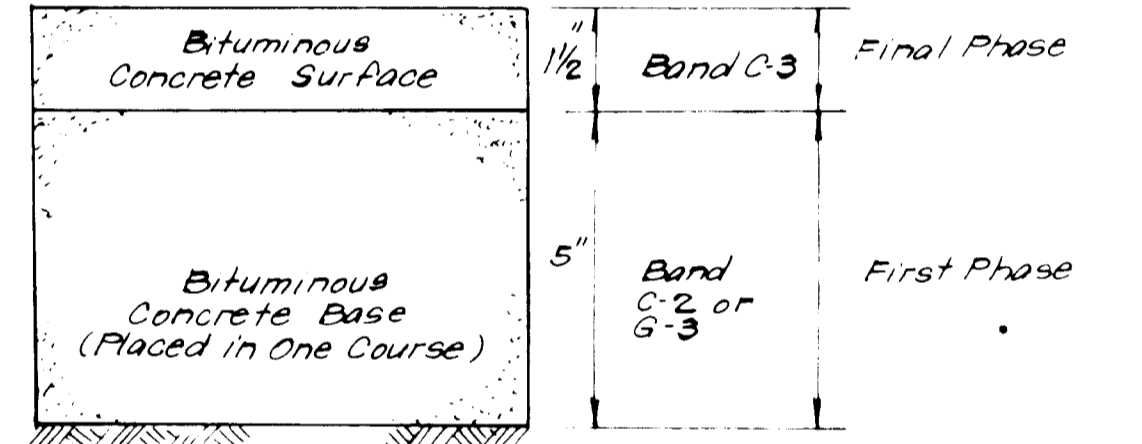 Bituminous
Concrete Surface
1½"
Band C-3
Final Phase
5"
Bituminous
Concrete Base
(Placed in One Course)
Band
C-2 or
G-3
First Phase